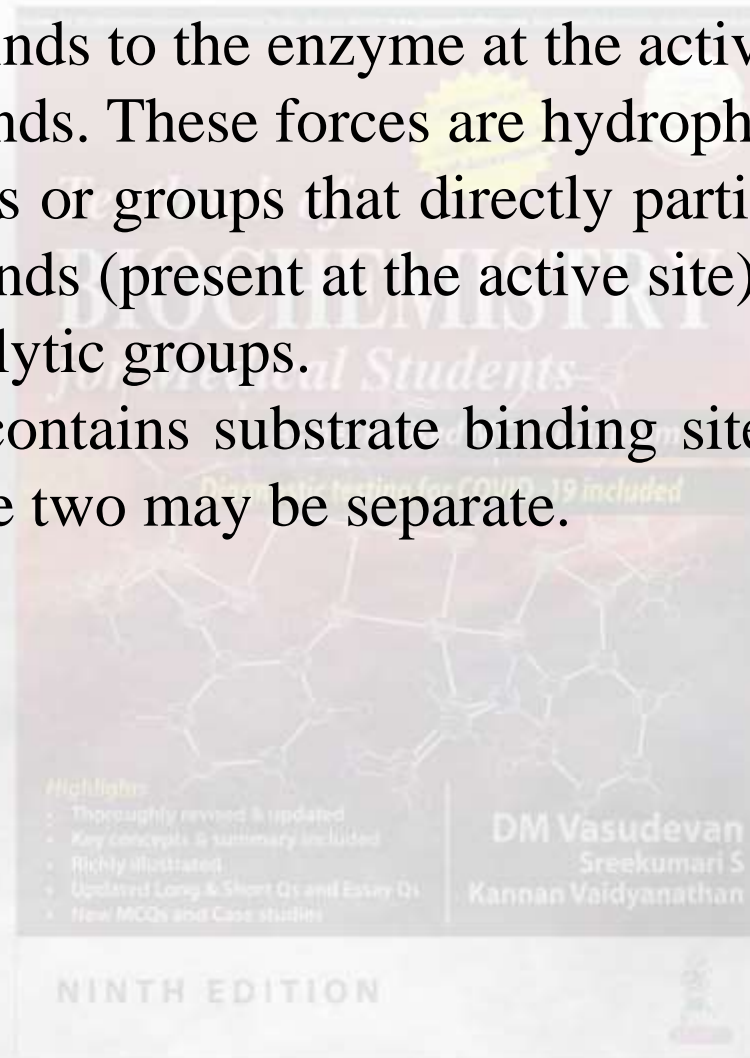 nds to the enzyme at the activ
nds. These forces are hydroph
s or groups that directly parti
nds (present at the active site)
lytic groups.
contains substrate binding site
e two may be separate.
Textbook of
BIOCHEMISTRY
for Medical Students
Diagnostic testing for COVID-19 included
Highlights
• Thoroughly revised & updated
• Key concepts & summary included
• Richly illustrated
• Updated Long & Short Qs and Essay Qs
• New MCQs and Case studies
DM Vasudevan
Sreekumari S
Kannan Vaidyanathan
NINTH EDITION